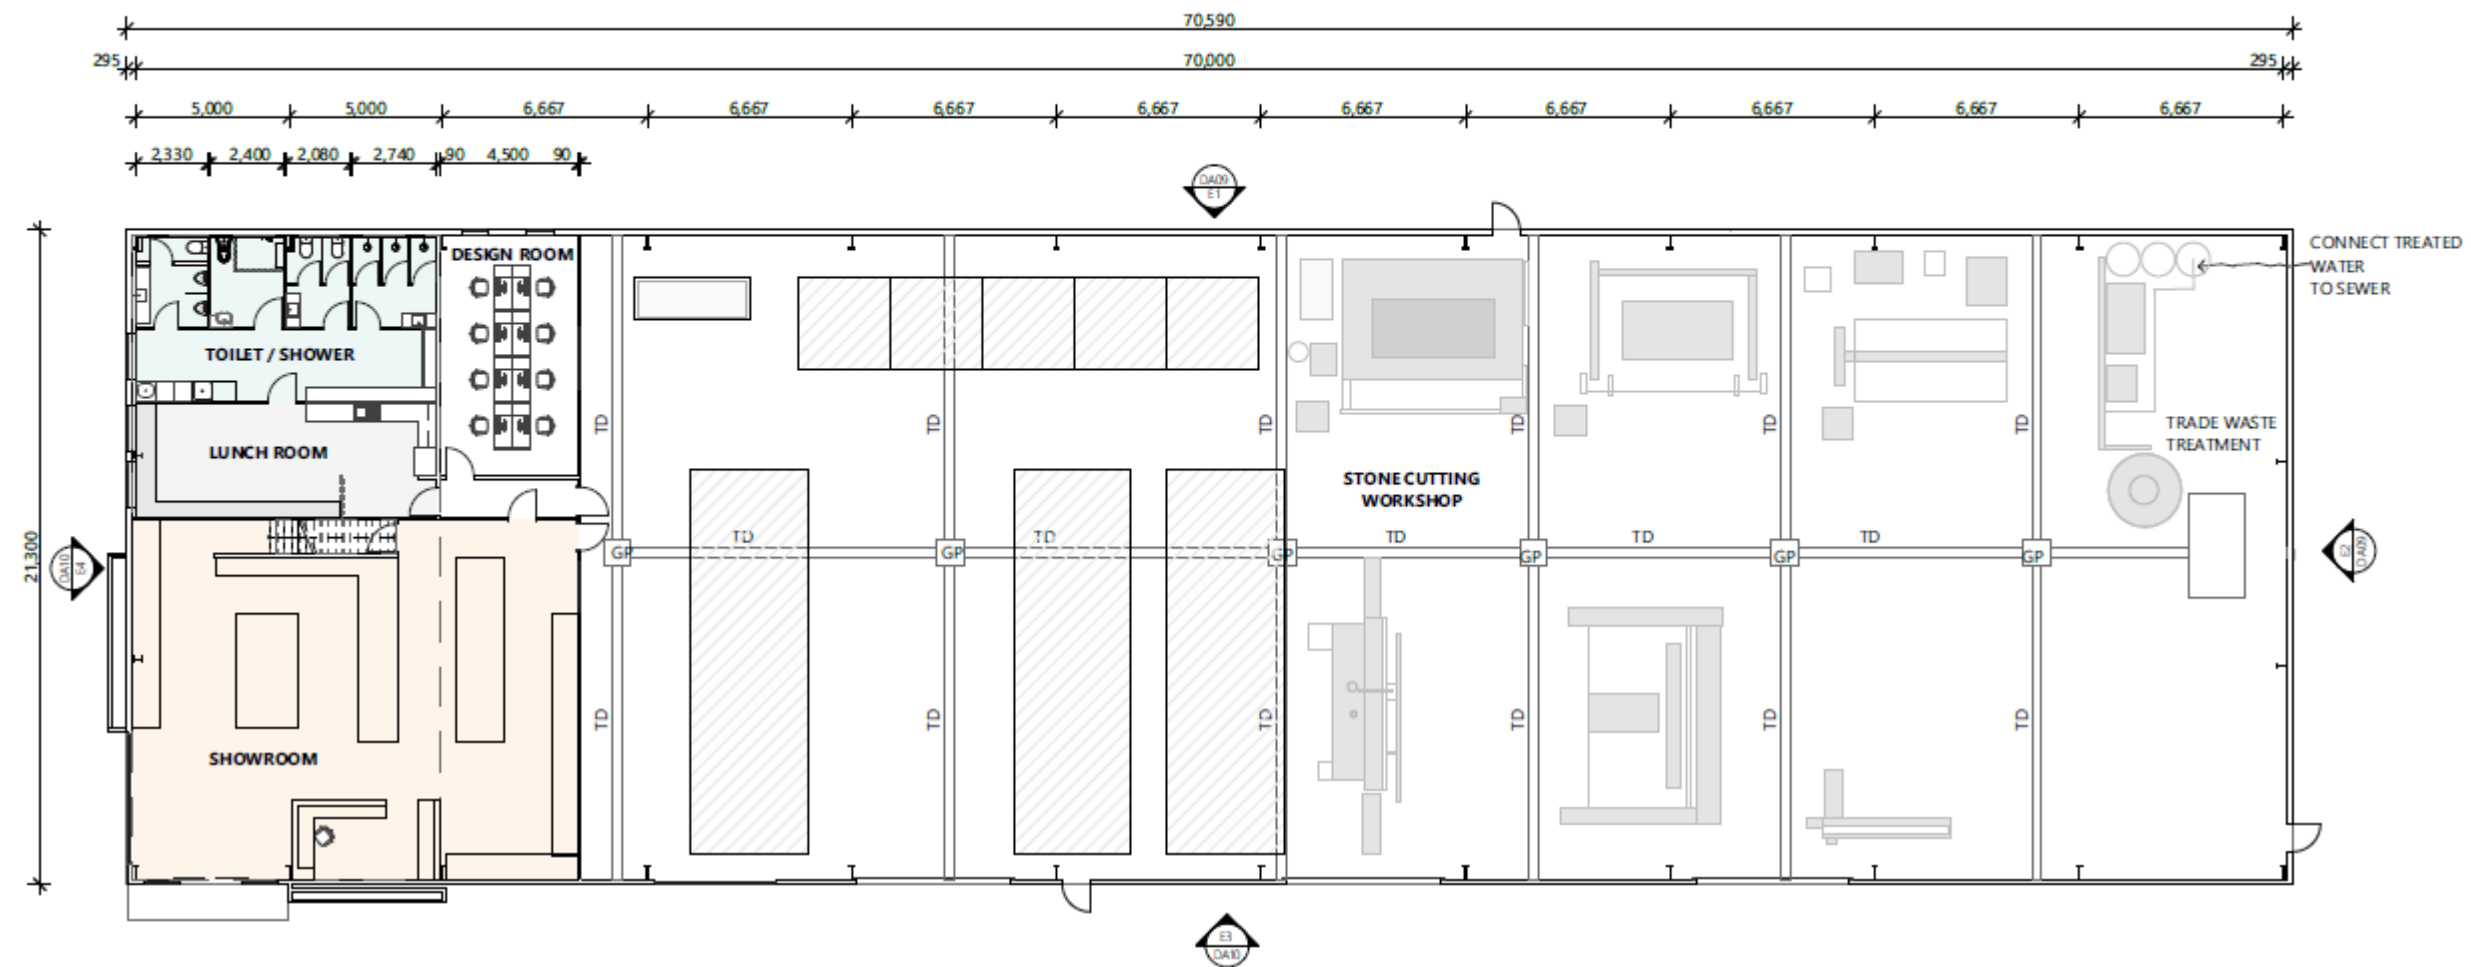 70,590
295
70,000
295
5,000
5,000
6,667
6,667
6,667
6,667
6,667
6,667
6,667
6,667
6,667
2,330
2,400
2,080
2,740
90
4,500
90
DA09
E1
DESIGN ROOM
CONNECT TREATED
WATER
TO SEWER
TOILET / SHOWER
LUNCH ROOM
TD
TD
TD
TD
TD
TD
TRADE WASTE
TREATMENT
STONE CUTTING
WORKSHOP
TD
TD
TD
TD
TD
GP
GP
GP
GP
GP
GP
21,300
DA10
E4
E2
DA09
TD
TD
TD
TD
TD
TD
SHOWROOM
E3
DA10